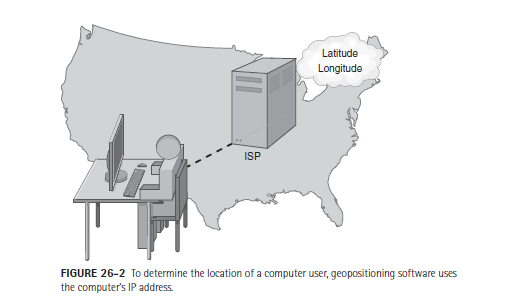 Latitude
Longitude
ISP
FIGURE 26–2 To determine the location of a computer user, geopositioning software uses
the computer's IP address.